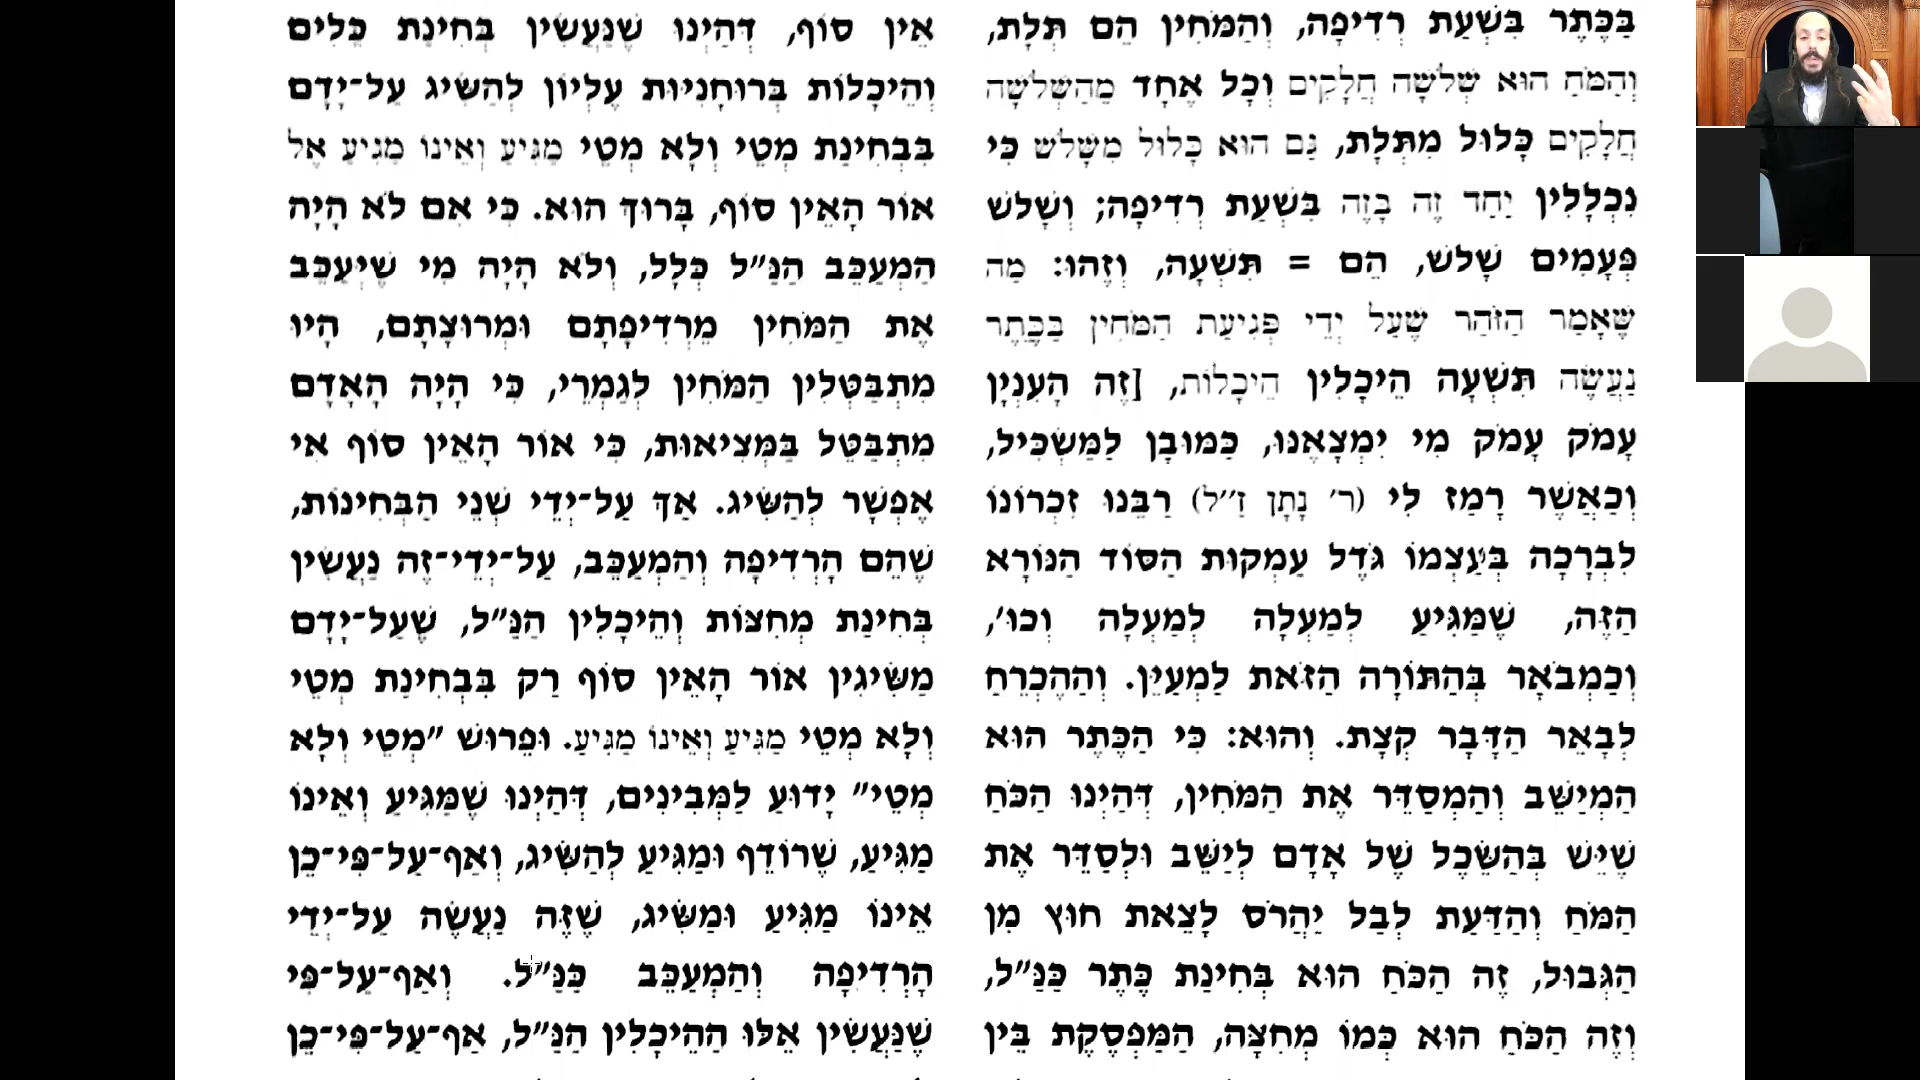 בַּכֶּתֶר בִּשְׁעַת רְדִיפָה, וְהַמֹּחִין הֵם תְּלָת,
וְהַמֹּחַ הוּא שְׁלֹשָׁה חֲלָקִים וְכָל אֶחָד מֵהַשְּׁלֹשָׁה
חֲלָקִים כָּלוּל מִתְּלָת, גַּם הוּא כָּלוּל מִשָּׁלֹשׁ כִּי
נִכְלָלִין יַחַד זֶה בָּזֶה בִּשְׁעַת רְדִיפָה; וְשָׁלֹשׁ
פְּעָמִים שָׁלֹשׁ, הֵם = תִּשְׁעָה, וְזֶהוּ: מַה
שֶּׁאָמַר הַזֹּהַר שֶׁעַל יְדֵי פְּגִיעַת הַמֹּחִין בַּכֶּתֶר
נַעֲשֶׂה תִּשְׁעָה הֵיכָלִין הֵיכָלוֹת, [זֶה הָעִנְיָן
עָמֹק עָמֹק מִי יִמְצָאֶנּוּ, כַּמּוּבָן לַמַּשְׂכִּיל,
וְכַאֲשֶׁר רָמַז לִי (ר' נָתָן זַ"ל) רַבֵּנוּ זִכְרוֹנוֹ
לִבְרָכָה בְּעַצְמוֹ גֹּדֶל עַמְקוּת הַסּוֹד הַנּוֹרָא
הַזֶּה, שֶׁמַּגִּיעַ לְמַעְלָה לְמַעְלָה וְכוּ',
וְכַמְבֹאָר בְּהַתּוֹרָה הַזֹּאת לַמְעַיֵּן. וְהַהֶכְרֵחַ
לְבָאֵר הַדָּבָר קְצָת. וְהוּא: כִּי הַכֶּתֶר הוּא
הַמְיַשֵּׁב וְהַמְסַדֵּר אֶת הַמֹּחִין, דְּהַיְנוּ הַכֹּחַ
שֶׁיֵּשׁ בְּהַשֵּׂכֶל שֶׁל אָדָם לְיַשֵּׁב וּלְסַדֵּר אֶת
הַמֹּחַ וְהַדַּעַת לְבַל יַהֲרֹס לָצֵאת חוּץ מִן
הַגְּבוּל, זֶה הַכֹּחַ הוּא בְּחִינַת כֶּתֶר כַּנַּ"ל,
וְזֶה הַכֹּחַ הוּא כְּמוֹ מְחִצָּה, הַמַּפְסֶקֶת בֵּין
אֵין סוֹף, דְּהַיְנוּ שֶׁנַּעֲשִׂין בְּחִינַת כֵּלִים
וְהֵיכָלוֹת בְּרוּחָנִיּוּת עֶלְיוֹן לְהַשִּׂיג עַל־יָדָם
בִּבְחִינַת מְטֵי וְלָא מְטֵי מַגִּיעַ וְאֵינוֹ מַגִּיעַ אֶל
אוֹר הָאֵין סוֹף, בָּרוּךְ הוּא. כִּי אִם לֹא הָיָה
הַמְעַכֵּב הַנַּ"ל כְּלָל, וְלֹא הָיָה מִי שֶׁיְּעַכֵּב
אֶת הַמֹּחִין מֵרְדִיפָתָם וּמְרוּצָתָם, הָיוּ
מִתְבַּטְּלִין הַמֹּחִין לְגַמְרֵי, כִּי הָיָה הָאָדָם
מִתְבַּטֵּל בַּמְּצִיאוּת, כִּי אוֹר הָאֵין סוֹף אִי
אֶפְשָׁר לְהַשִּׂיג. אַךְ עַל־יְדֵי שְׁנֵי הַבְּחִינוֹת,
שֶׁהֵם הָרְדִיפָה וְהַמְעַכֵּב, עַל־יְדֵי־זֶה נַעֲשִׂין
בְּחִינַת מְחִצּוֹת וְהֵיכָלִין הַנַּ"ל, שֶׁעַל־יָדָם
מַשִּׂיגִין אוֹר הָאֵין סוֹף רַק בִּבְחִינַת מְטֵי
וְלָא מְטֵי מַגִּיעַ וְאֵינוֹ מַגִּיעַ. וּפֵרוּשׁ "מְטֵי וְלָא
מְטֵי" יָדוּעַ לַמְּבִינִים, דְּהַיְנוּ שֶׁמַּגִּיעַ וְאֵינוֹ
מַגִּיעַ, שֶׁרוֹדֵף וּמַגִּיעַ לְהַשִּׂיג, וְאַף־עַל־פִּי־כֵן
אֵינוֹ מַגִּיעַ וּמַשִּׂיג, שֶׁזֶּה נַעֲשֶׂה עַל־יְדֵי
הָרְדִיפָה וְהַמְעַכֵּב כַּנַּ"ל. וְאַף־עַל־פִּי
שֶׁנַּעֲשִׂין אֵלּוּ הַהֵיכָלִין הַנַּ"ל, אַף־עַל־פִּי־כֵן